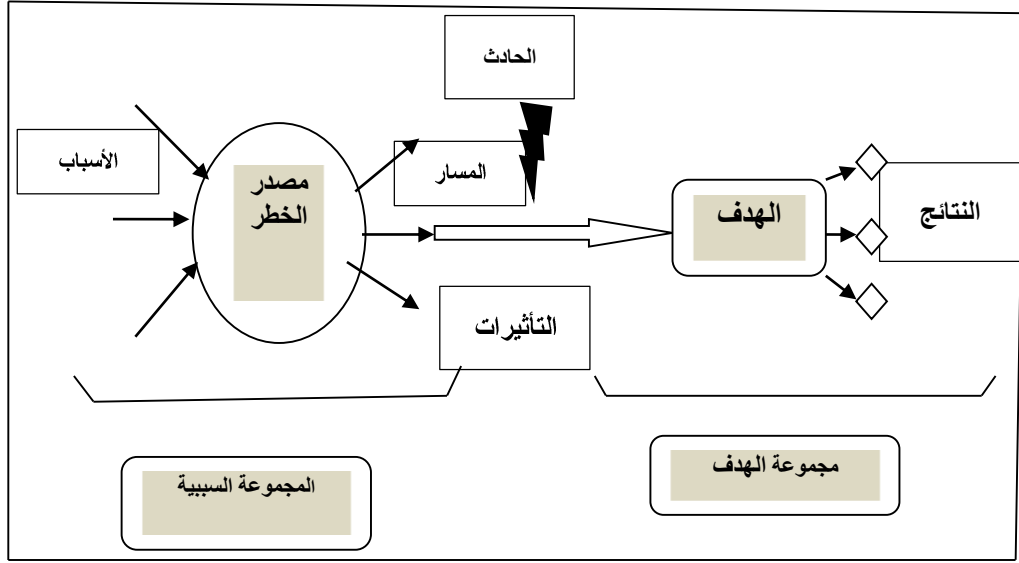 الحادث
الأسباب
المسار
مصدر
الخطر
الهدف
النتائج
التأثيرات
المجموعة السببية
مجموعة الهدف